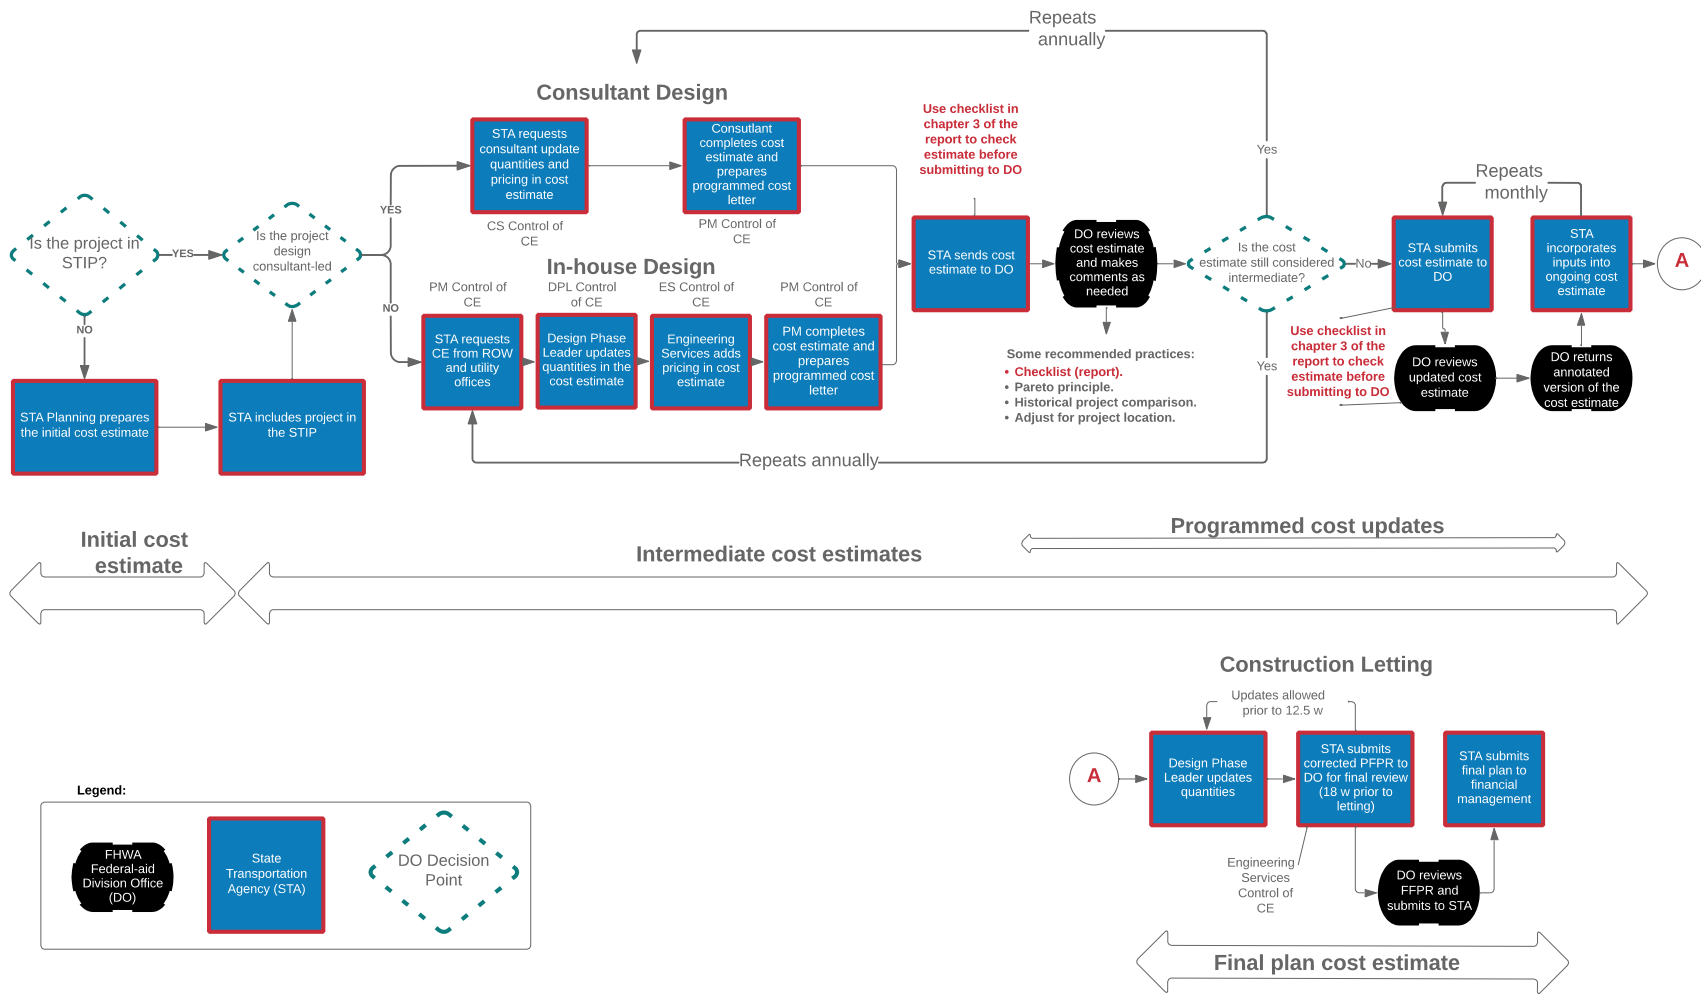 Repeats
annually
Consultant Design
STA requests
consultant update
quantities and
pricing in cost
estimate
Consutlant
completes cost
estimate and
prepares
programmed cost
letter
CS Control of
CE
PM Control of
CE
Use checklist in
chapter 3 of the
report to check
estimate before
submitting to DO
Yes
Repeats
monthly
Is the project in
STIP?
YES
Is the project
design
consultant-led
YES
NO
NO
In-house Design
PM Control of
CE
DPL Control
of CE
ES Control of
CE
PM Control of
CE
STA requests
CE from ROW
and utility
offices
Design Phase
Leader updates
quantities in the
cost estimate
Engineering
Services adds
pricing in cost
estimate
PM completes
cost estimate and
prepares
programmed cost
letter
STA sends cost
estimate to DO
DO reviews
cost estimate
and makes
comments as
needed
Is the cost
estimate still considered
intermediate?
No
STA submits
cost estimate to
DO
STA
incorporates
inputs into
ongoing cost
estimate
A
Some recommended practices:
• Checklist (report).
• Pareto principle.
• Historical project comparison.
• Adjust for project location.
Yes
Use checklist in
chapter 3 of the
report to check
estimate before
submitting to DO
DO reviews
updated cost
estimate
DO returns
annotated
version of the
cost estimate
STA Planning prepares
the initial cost estimate
STA includes project in
the STIP
Repeats annually
Initial cost
estimate
Intermediate cost estimates
Programmed cost updates
Construction Letting
Updates allowed
prior to 12.5 w
A
Design Phase
Leader updates
quantities
STA submits
corrected PFPR to
DO for final review
(18 w prior to
letting)
STA submits
final plan to
financial
management
Engineering
Services
Control of
CE
DO reviews
FFPR and
submits to STA
Final plan cost estimate
Legend:
FHWA
Federal-aid
Division Office
(DO)
State
Transportation
Agency (STA)
DO Decision
Point